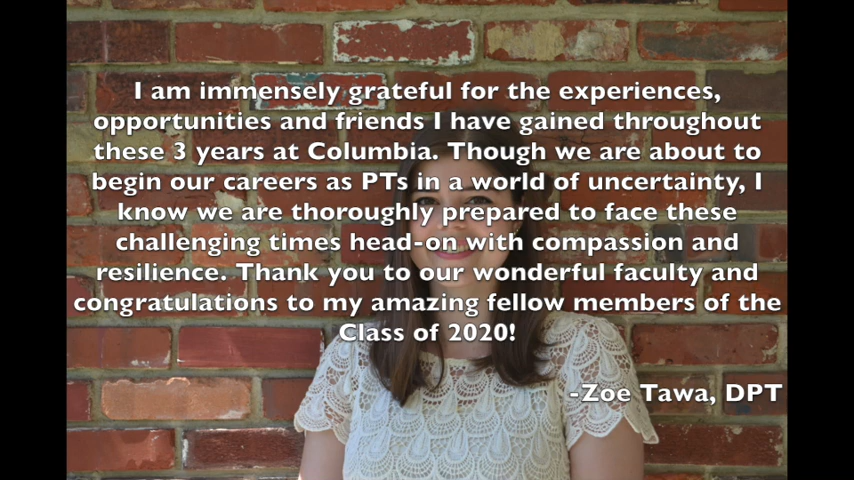 I am immensely grateful for the experiences,
opportunities and friends I have gained throughout
these 3 years at Columbia. Though we are about to
begin our careers as PTs in a world of uncertainty, I
know we are thoroughly prepared to face these
challenging times head-on with compassion and
resilience. Thank you to our wonderful faculty and
congratulations to my amazing fellow members of the
Class of 2020!
-Zoe Tawa, DPT